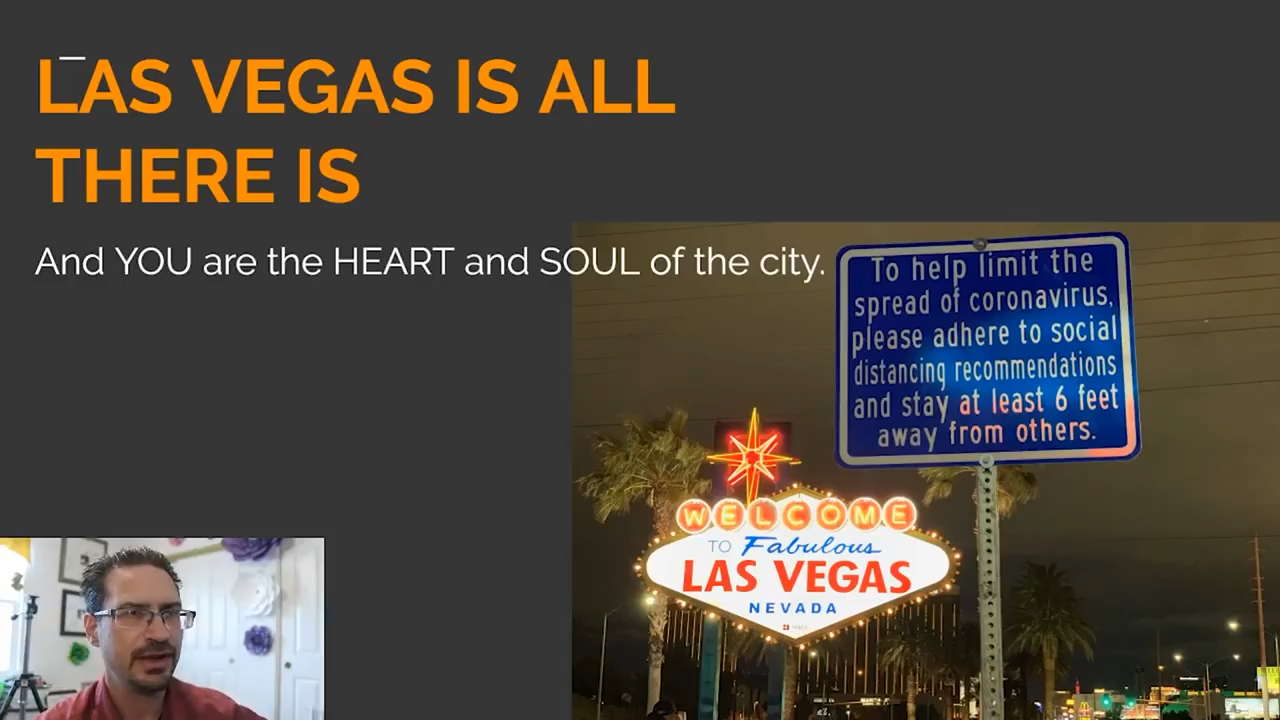 LAS VEGAS IS ALL
THERE IS
And YOU are the HEART and SOUL of the city.
To help limit the
spread of coronavirus,
please adhere to social
distancing recommendations
and stay at least 6 feet
away from others.
WELCOME
TO Fabulous
LAS VEGAS
NEVADA